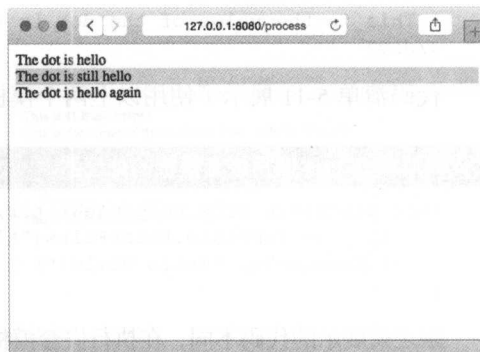 127.0.0.1:8080/process
The dot is hello
The dot is still hello
The dot is hello again